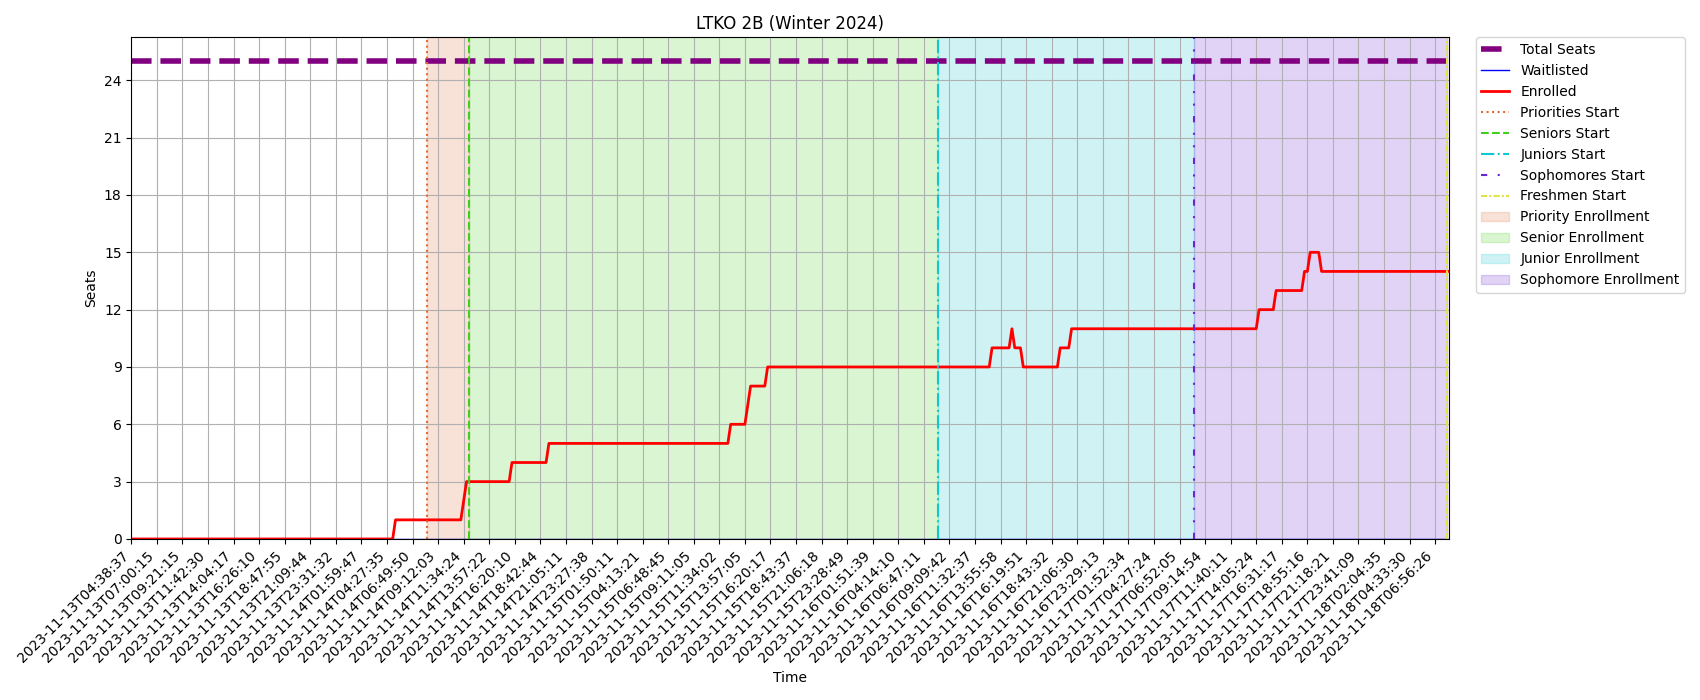 LTKO 2B (Winter 2024)
Seats
24
21
18
15
12
9
6
3
0
2023-11-13T04:38:37
2023-11-13T07:00:15
2023-11-13T09:21:15
2023-11-13T11:42:30
2023-11-13T14:04:17
2023-11-13T16:26:10
2023-11-13T18:47:55
2023-11-13T21:09:44
2023-11-13T23:31:32
2023-11-14T01:59:47
2023-11-14T04:27:35
2023-11-14T06:49:50
2023-11-14T09:12:03
2023-11-14T11:34:24
2023-11-14T13:57:22
2023-11-14T16:20:10
2023-11-14T18:42:44
2023-11-14T21:05:11
2023-11-14T23:27:38
2023-11-15T01:50:11
2023-11-15T04:13:21
2023-11-15T06:48:45
2023-11-15T09:11:05
2023-11-15T11:34:02
2023-11-15T13:57:05
2023-11-15T16:20:17
2023-11-15T18:43:37
2023-11-15T21:06:18
2023-11-15T23:28:49
2023-11-16T01:51:39
2023-11-16T04:14:10
2023-11-16T06:47:11
2023-11-16T09:09:42
2023-11-16T11:32:37
2023-11-16T13:55:58
2023-11-16T16:19:51
2023-11-16T18:43:32
2023-11-16T21:06:30
2023-11-16T23:29:13
2023-11-17T01:52:34
2023-11-17T04:27:24
2023-11-17T06:52:05
2023-11-17T09:14:54
2023-11-17T11:40:11
2023-11-17T14:05:24
2023-11-17T16:31:17
2023-11-17T18:55:16
2023-11-17T21:18:21
2023-11-17T23:41:09
2023-11-18T02:04:35
2023-11-18T04:33:30
2023-11-18T06:56:26
Time
Total Seats
Waitlisted
Enrolled
Priorities Start
Seniors Start
Juniors Start
Sophomores Start
Freshmen Start
Priority Enrollment
Senior Enrollment
Junior Enrollment
Sophomore Enrollment